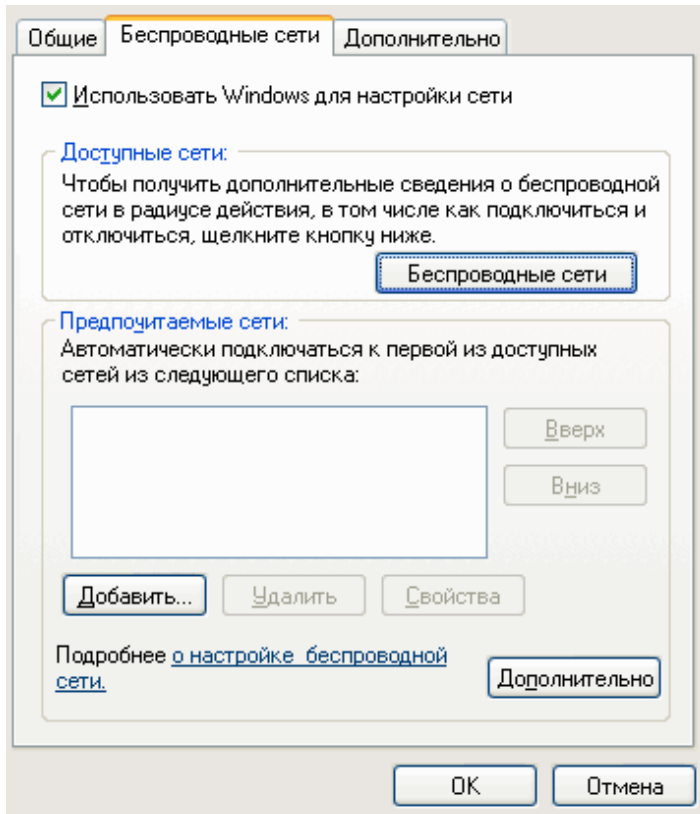 Общие Беспроводные сети Дополнительно
Использовать Windows для настройки сети
Доступные сети:
Чтобы получить дополнительные сведения о беспроводной
сети в радиусе действия, в том числе как подключиться и
отключиться, щелкните кнопку ниже.
Беспроводные сети
Предпочитаемые сети:
Автоматически подключаться к первой из доступных
сетей из следующего списка:
Вверх
Вниз
Добавить... Удалить Свойства
Подробнее о настройке беспроводной
сети.
Дополнительно
OK Отмена